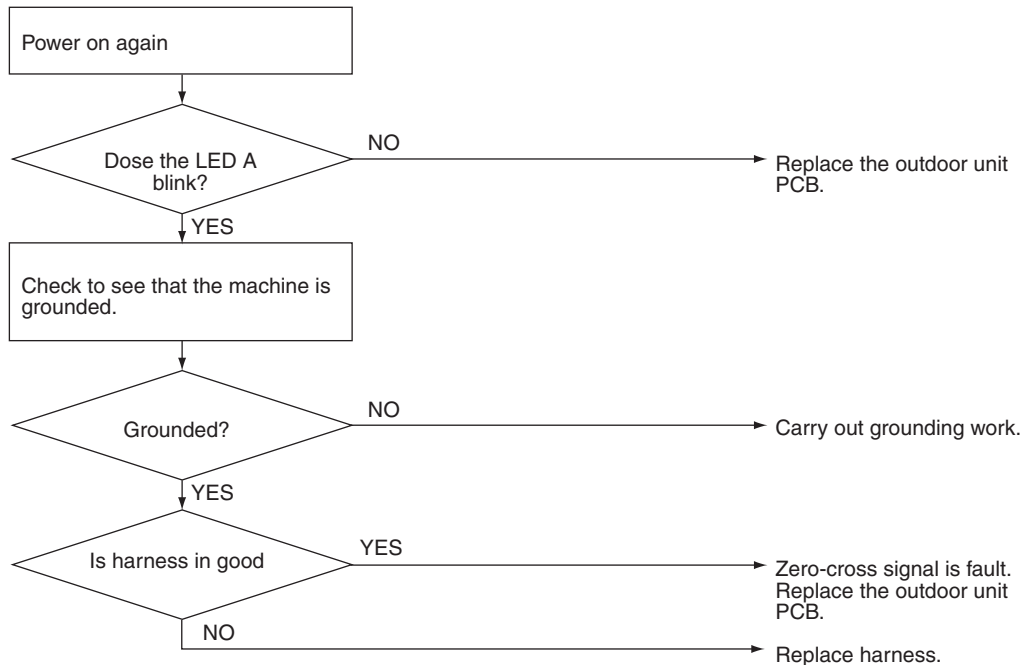 Power on again
NO
Dose the LED A
blink?
Replace the outdoor unit
PCB.
YES
Check to see that the machine is
grounded.
NO
Grounded?
Carry out grounding work.
YES
Is harness in good
YES
Zero-cross signal is fault.
Replace the outdoor unit
PCB.
NO
Replace harness.